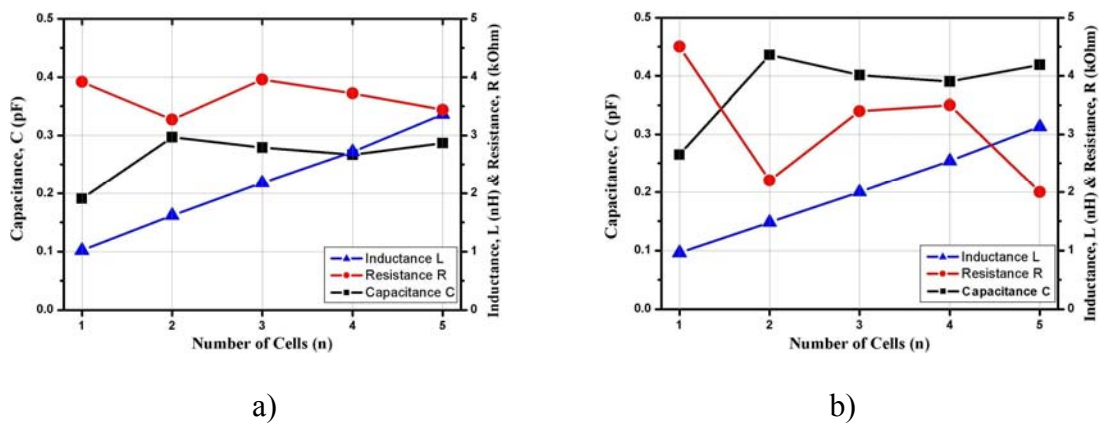 0.5
0.4
0.3
0.2
0.1
0.0
5
4
3
2
1
0
1 2 3 4 5
Capacitance, C (pF)
Inductance, L (nH) & Resistance, R (kOhm)
Number of Cells (n)
Inductance L
Resistance R
Capacitance C
a)
0.5
0.4
0.3
0.2
0.1
0.0
5
4
3
2
1
0
1 2 3 4 5
Capacitance, C (pF)
Inductance, L (nH) & Resistance, R (kOhm)
Number of Cells (n)
Inductance L
Resistance R
Capacitance C
b)